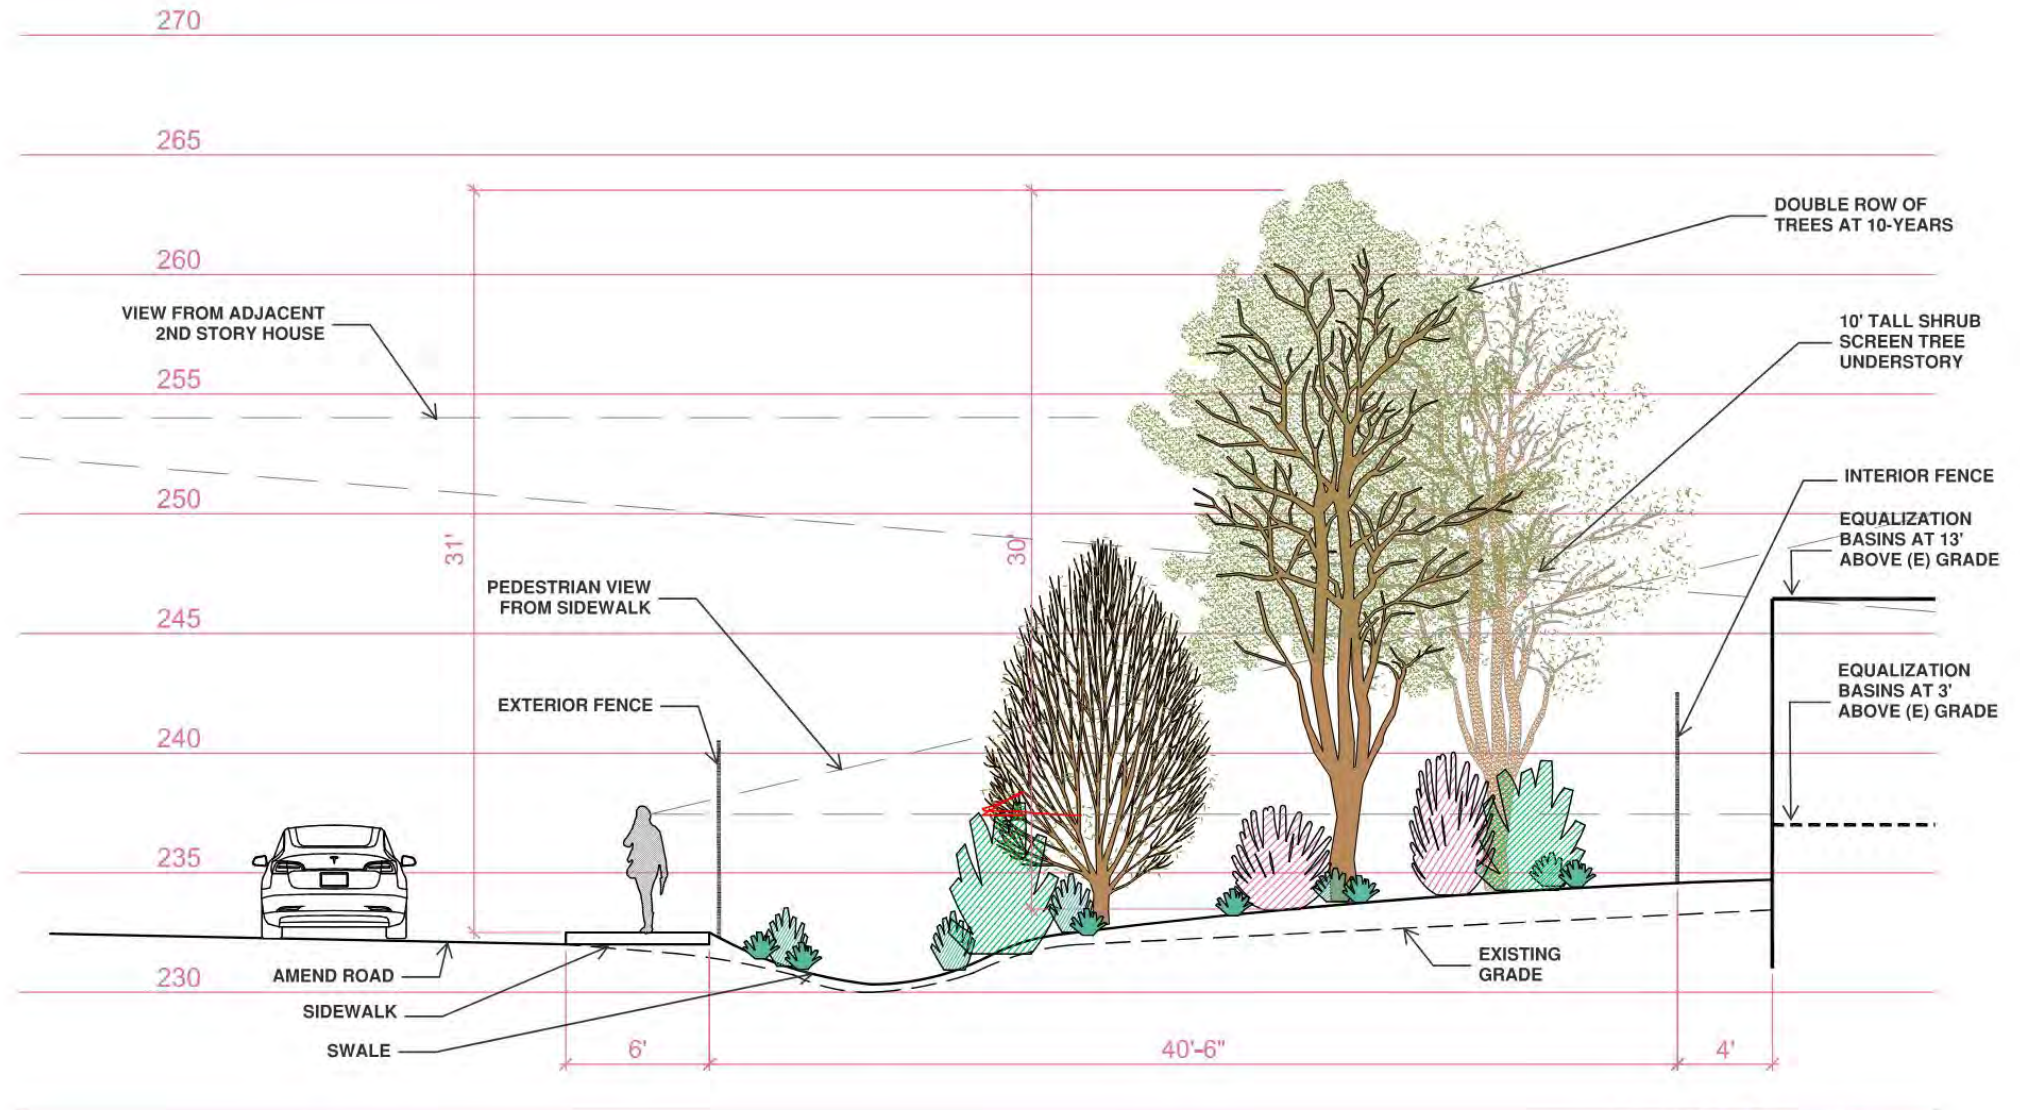 270
265
260
255
250
245
240
235
230
DOUBLE ROW OF
TREES AT 10-YEARS
VIEW FROM ADJACENT
2ND STORY HOUSE
10' TALL SHRUB
SCREEN TREE
UNDERSTORY
INTERIOR FENCE
EQUALIZATION
BASINS AT 13'
ABOVE (E) GRADE
31'
30'
PEDESTRIAN VIEW
FROM SIDEWALK
EXTERIOR FENCE
EQUALIZATION
BASINS AT 3'
ABOVE (E) GRADE
AMEND ROAD
SIDEWALK
SWALE
EXISTING
GRADE
6'
40'-6"
4'